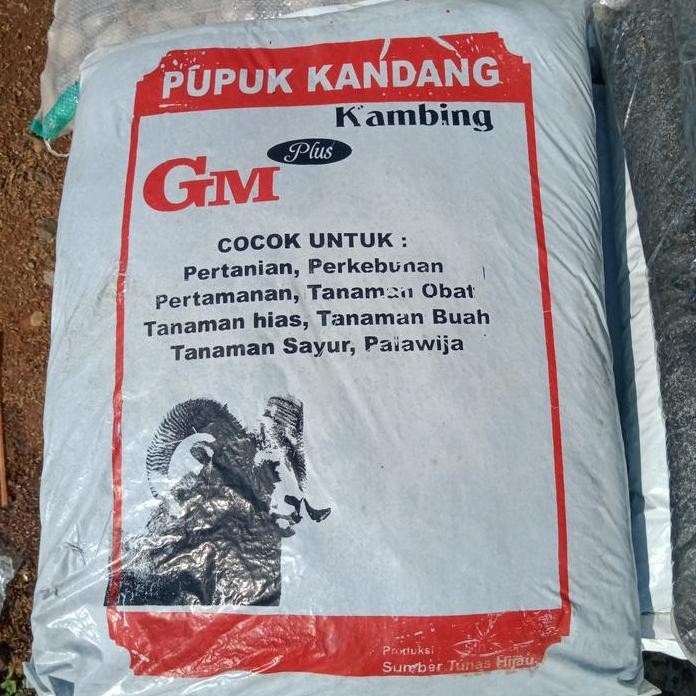 PUPUK KANDANG
Kambing
GM Plus
COCOK UNTUK :
Pertanian, Perkebunan
Pertamanan, Tanaman Obat
Tanaman hias, Tanaman Buah
Tanaman Sayur, Palawija
Produksi
Sumber Tunas Hijau